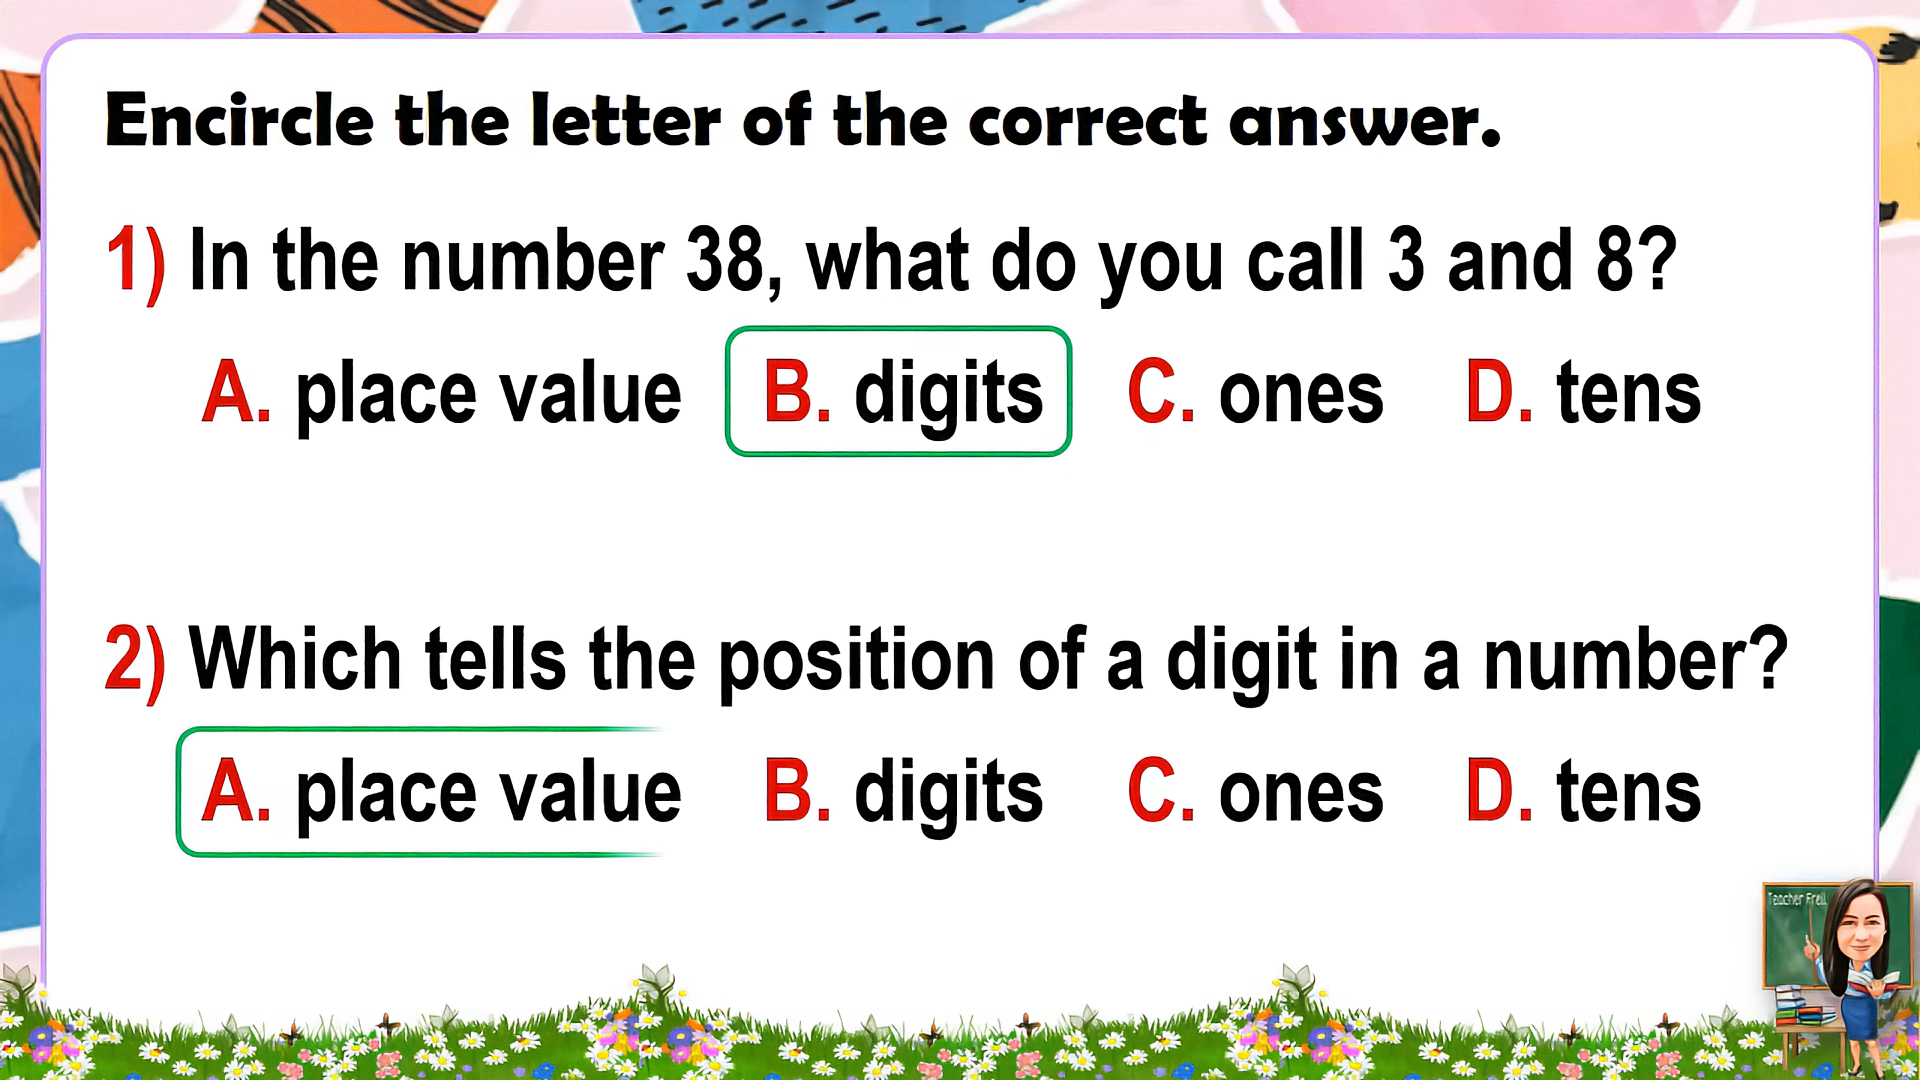 Encircle the letter of the correct answer.
1) In the number 38, what do you call 3 and 8?
A. place value B. digits C. ones D. tens
2) Which tells the position of a digit in a number?
A. place value B. digits C. ones D. tens
Teacher Frell